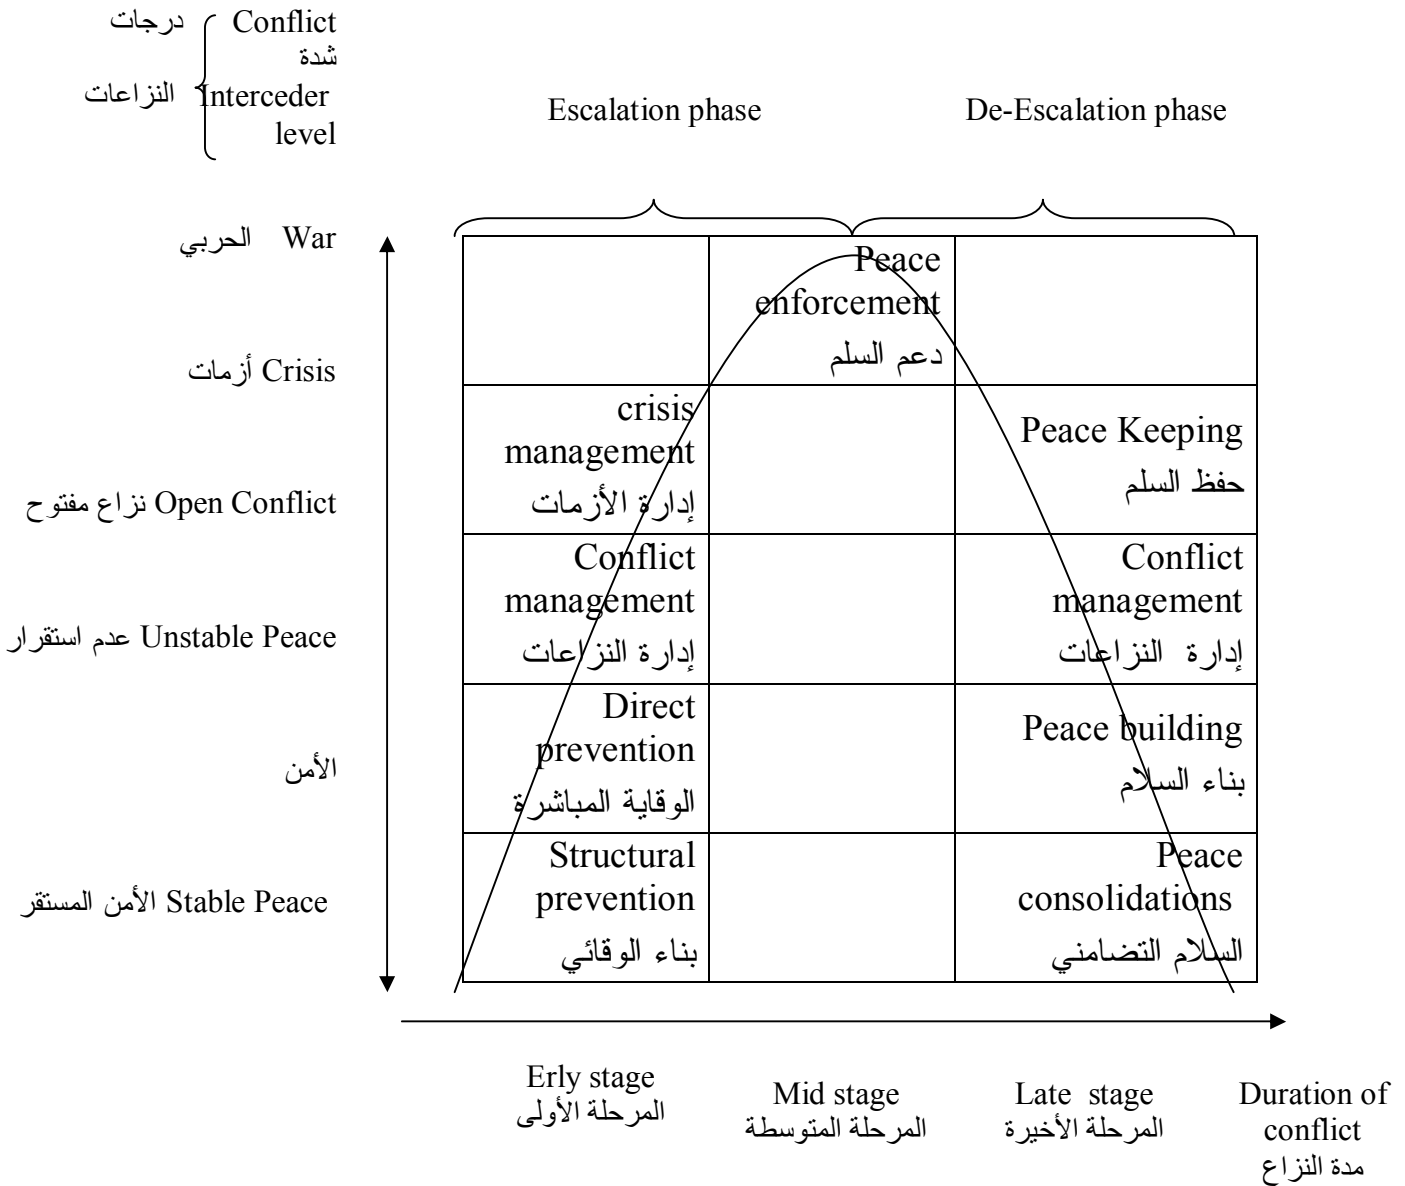 درجات Conflict
شدة
النزاعات Interceder
level
Escalation phase
De-Escalation phase
الحربي War
Crisis أزمات
Open Conflict نزاع مفتوح
Unstable Peace عدم استقرار
الأمن
Stable Peace الأمن المستقر
Peace
enforcement
دعم السلم
crisis
management
إدارة الأزمات
Peace Keeping
حفظ السلم
Conflict
management
إدارة النزاعات
Conflict
management
إدارة النزاعات
Direct
prevention
الوقاية المباشرة
Peace building
بناء السلام
Structural
prevention
بناء الوقائي
Peace
consolidations
السلام التضامني
Erly stage
المرحلة الأولى
Mid stage
المرحلة المتوسطة
Late stage
المرحلة الأخيرة
Duration of
conflict
مدة النزاع